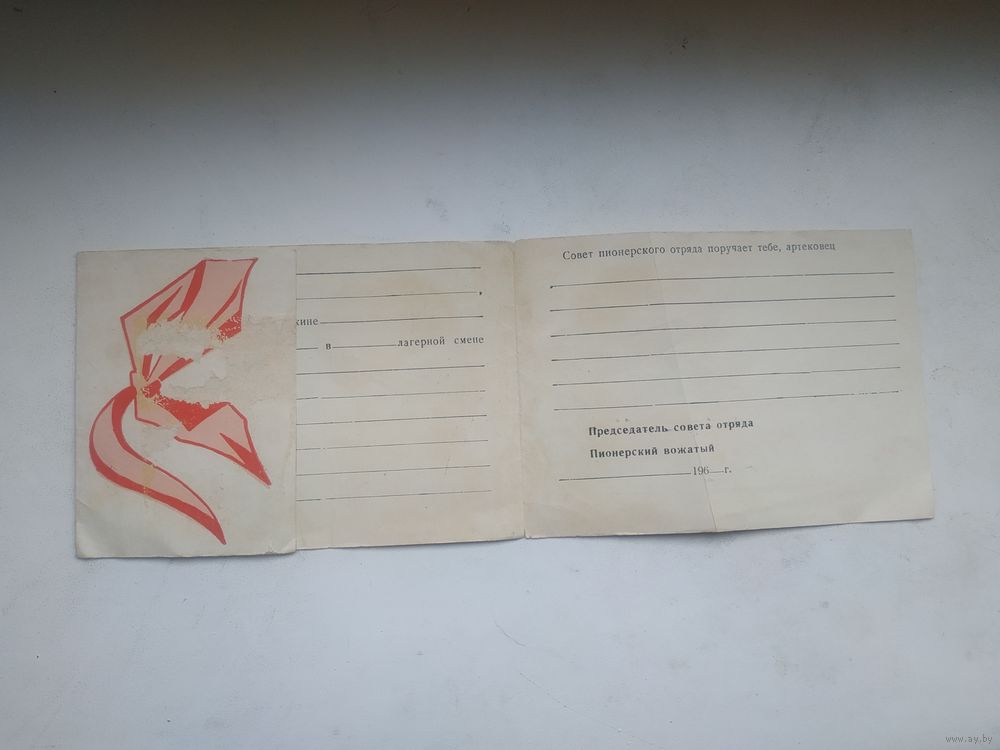 кине
в лагерной смене
Совет пионерского отряда поручает тебе, артековец
Председатель совета отряда
Пионерский вожатый
196 г.
www.ay.by